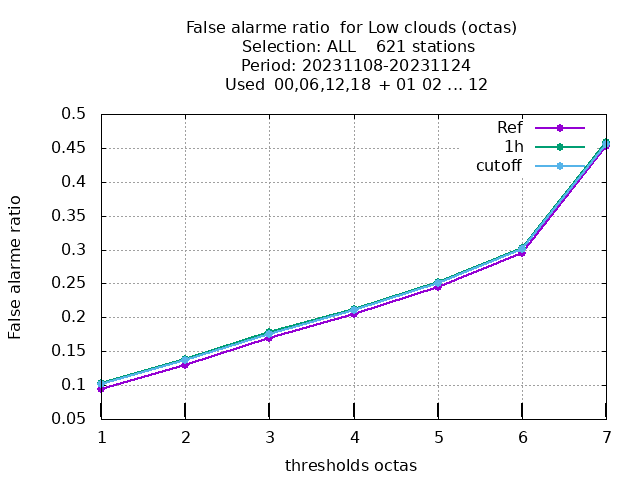 False alarme ratio  for Low clouds (octas)
Selection: ALL    621 stations
Period: 20231108-20231124
Used  00,06,12,18  + 01 02 ... 12
0.5
0.45
0.4
0.35
0.3
0.25
0.2
0.15
0.1
0.05
1 2 3 4 5 6 7
False alarme ratio
thresholds octas
Ref
1h
cutoff